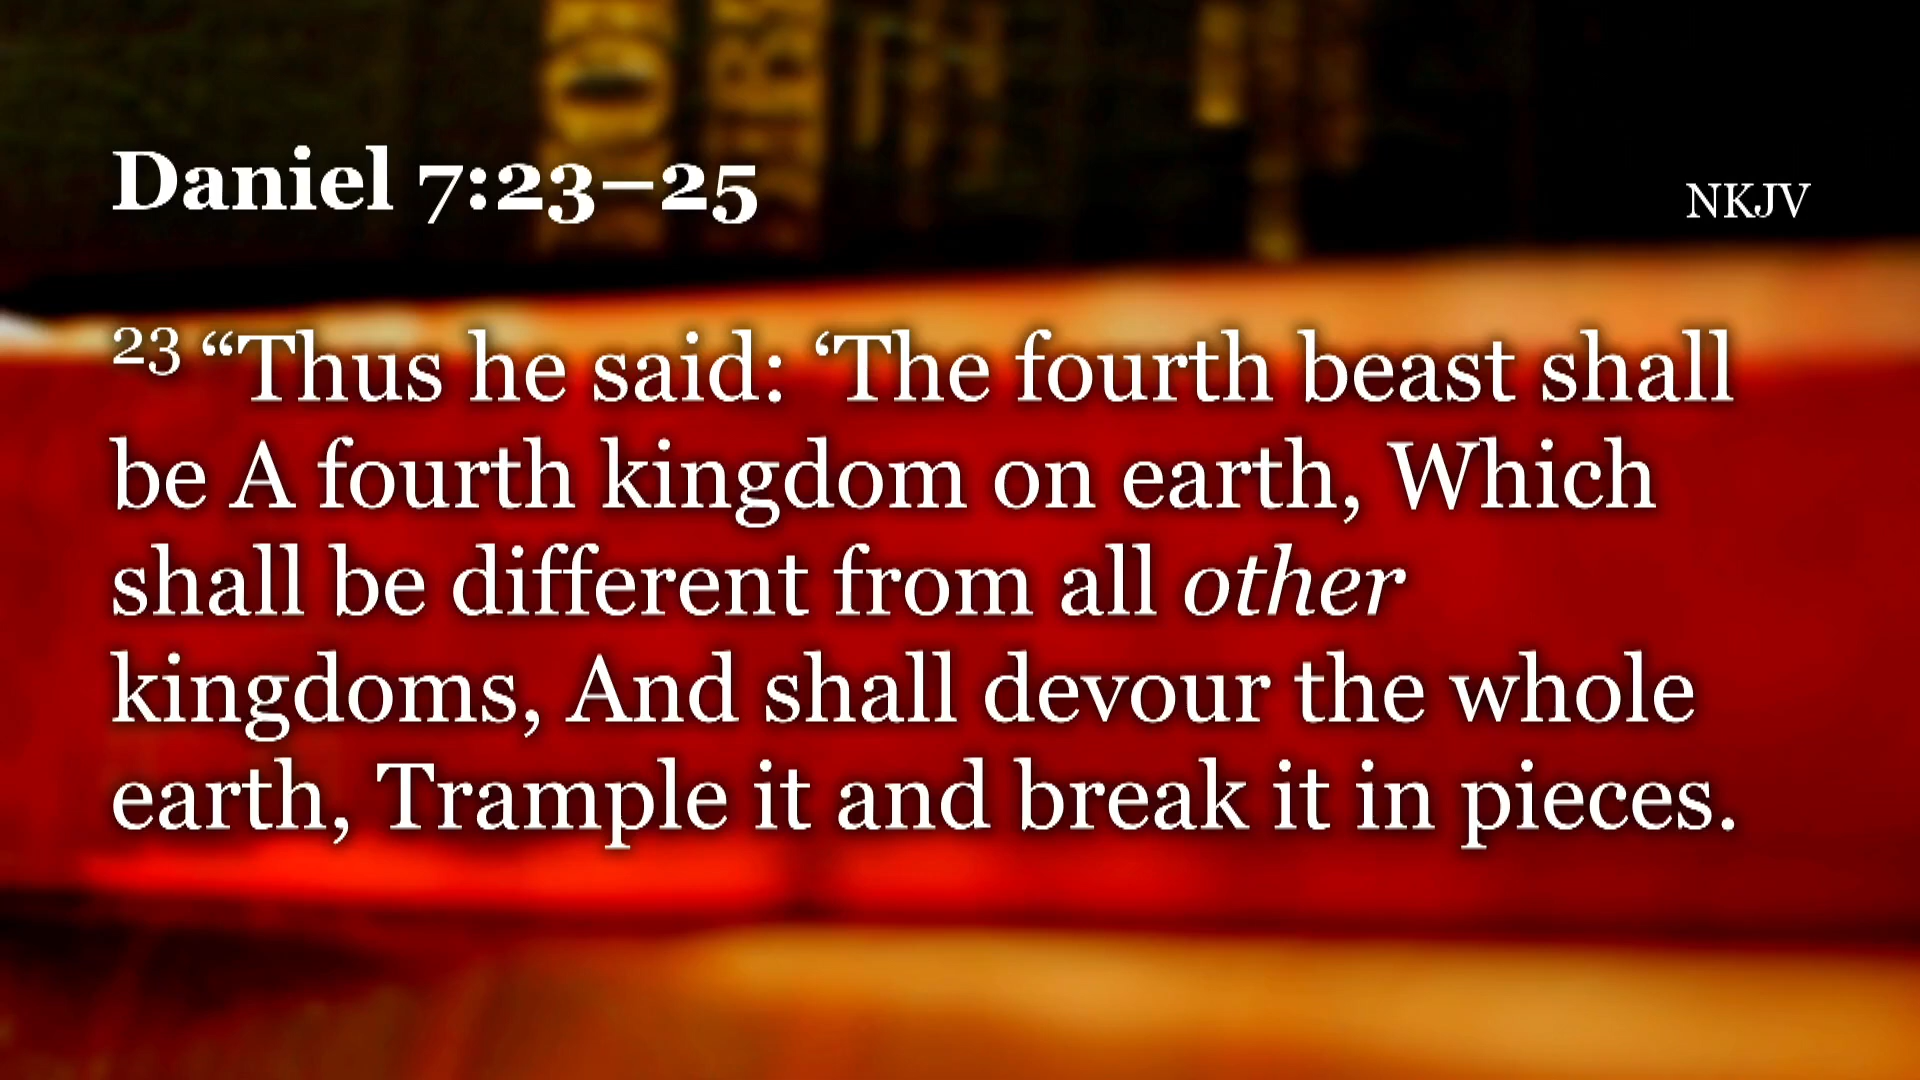 Daniel 7:23–25
NKJV
23 “Thus he said: ‘The fourth beast shall
be A fourth kingdom on earth, Which
shall be different from all other
kingdoms, And shall devour the whole
earth, Trample it and break it in pieces.